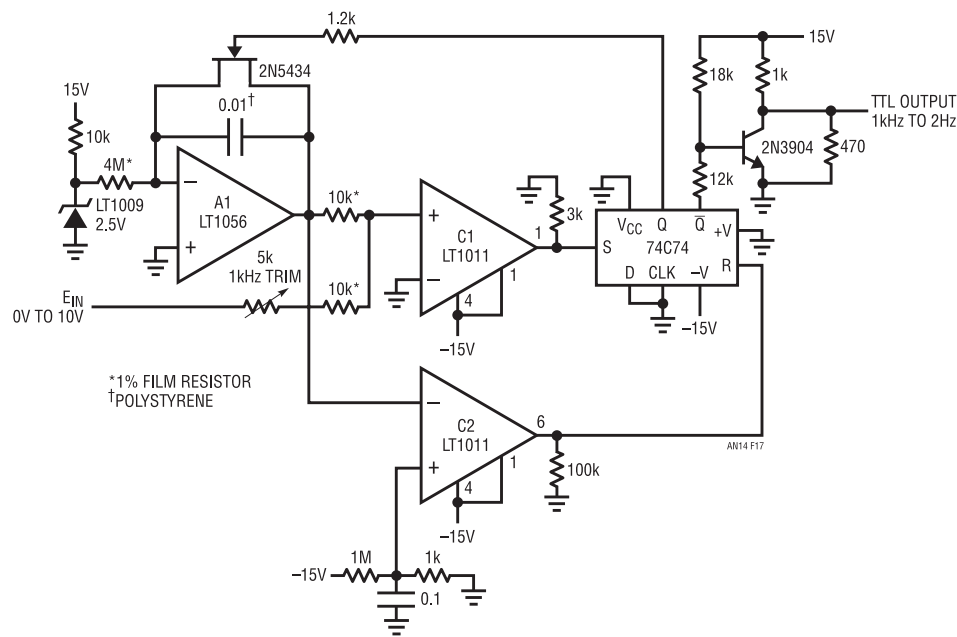 1.2k
2N5434
15V
10k
0.01†
4M*
LT1009
2.5V
−
+
A1
LT1056
10k*
5k
1kHz TRIM
10k*
EIN
0V TO 10V
+
−
C1
LT1011
1
1
4
−15V
3k
VCC
Q
Q̅
+V
S
74C74
R
D
CLK
−V
−15V
15V
18k
1k
12k
2N3904
470
TTL OUTPUT
1kHz TO 2Hz
*1% FILM RESISTOR
†POLYSTYRENE
−
+
C2
LT1011
6
1
4
−15V
100k
AN14 F17
−15V
1M
1k
0.1